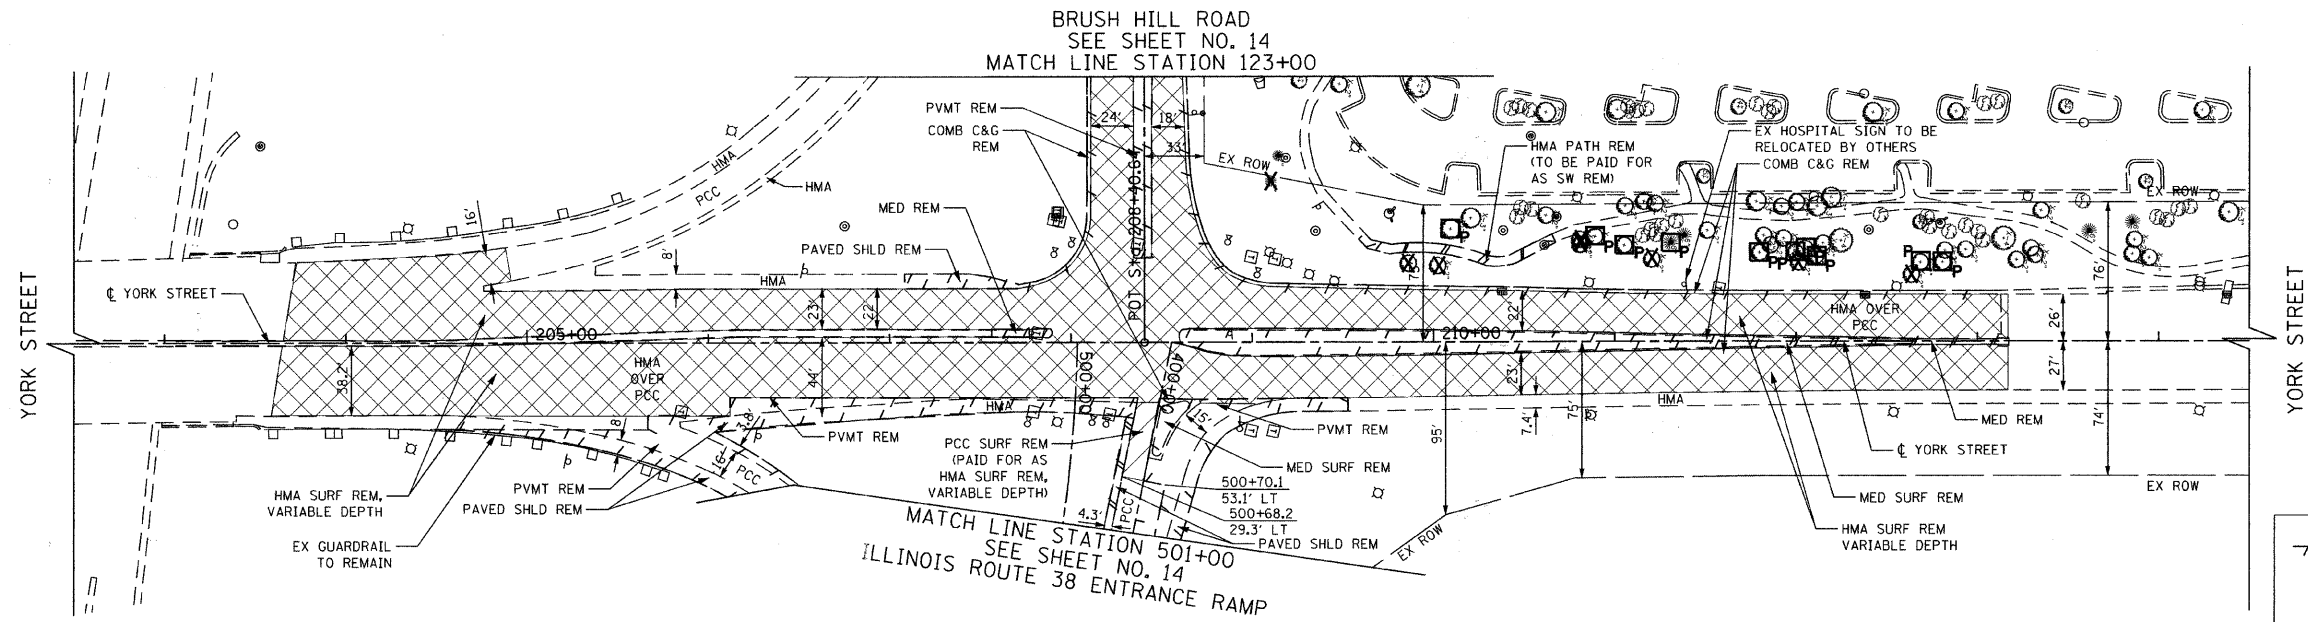 BRUSH HILL ROAD
SEE SHEET NO. 14
MATCH LINE STATION 123+00
PVMT REM
COMB C&G
REM
24'
18'
33'
EX ROW
HMA PATH REM
(TO BE PAID FOR
AS SW REM)
EX HOSPITAL SIGN TO BE
RELOCATED BY OTHERS
COMB C&G REM
EX ROW
HMA
PCC
HMA
MED REM
PAVED SHLD REM
16'
8'
HMA
POT Sta. 208+40.6
YORK STREET
℄ YORK STREET
205+00
23'
22'
A
210+00
22'
75'
P
P
P
P
P
P
P
P
HMA OVER
PCC
76'
26'
YORK STREET
38.2'
HMA
OVER
PCC
44'
500+00
400+00
23'
HMA
27'
HMA
PVMT REM
8'
3.8'
16'
PCC
15'
PVMT REM
95'
7.4'
75'
74'
MED REM
℄ YORK STREET
PCC SURF REM
(PAID FOR AS
HMA SURF REM,
VARIABLE DEPTH)
MED SURF REM
500+70.1
53.1' LT
500+68.2
29.3' LT
PAVED SHLD REM
4.3'
PCC
HMA SURF REM,
VARIABLE DEPTH
PVMT REM
PAVED SHLD REM
EX GUARDRAIL
TO REMAIN
EX ROW
MED SURF REM
HMA SURF REM
VARIABLE DEPTH
EX ROW
MATCH LINE STATION 501+00
SEE SHEET NO. 14
ILLINOIS ROUTE 38 ENTRANCE RAMP